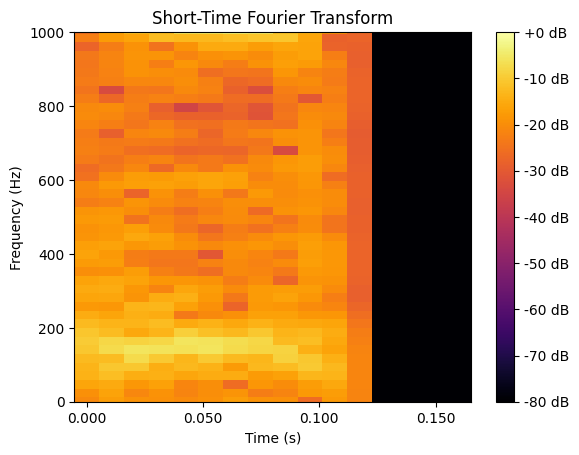 Short-Time Fourier Transform
Frequency (Hz)
1000
800
600
400
200
0
0.000
0.050
0.100
0.150
Time (s)
+0 dB
-10 dB
-20 dB
-30 dB
-40 dB
-50 dB
-60 dB
-70 dB
-80 dB